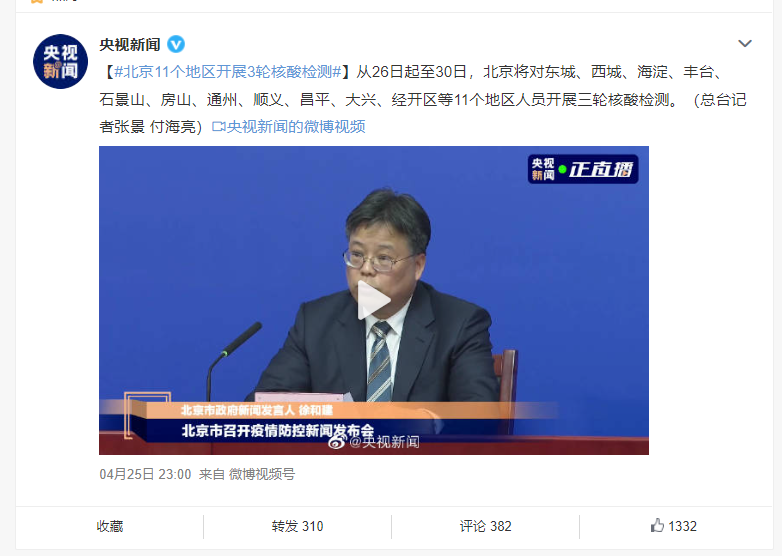 央视新闻
央视
新闻
【#北京11个地区开展3轮核酸检测#】从26日起至30日，北京将对东城、西城、海淀、丰台、
石景山、房山、通州、顺义、昌平、大兴、经开区等11个地区人员开展三轮核酸检测。（总台记
者张景 付海亮）央视新闻的微博视频
央视
新闻
正直播
北京市政府新闻发言人 徐和建
北京市召开疫情防控新闻发布会
@央视新闻
04月25日 23:00 来自 微博视频号
收藏 转发 310 评论 382 1332